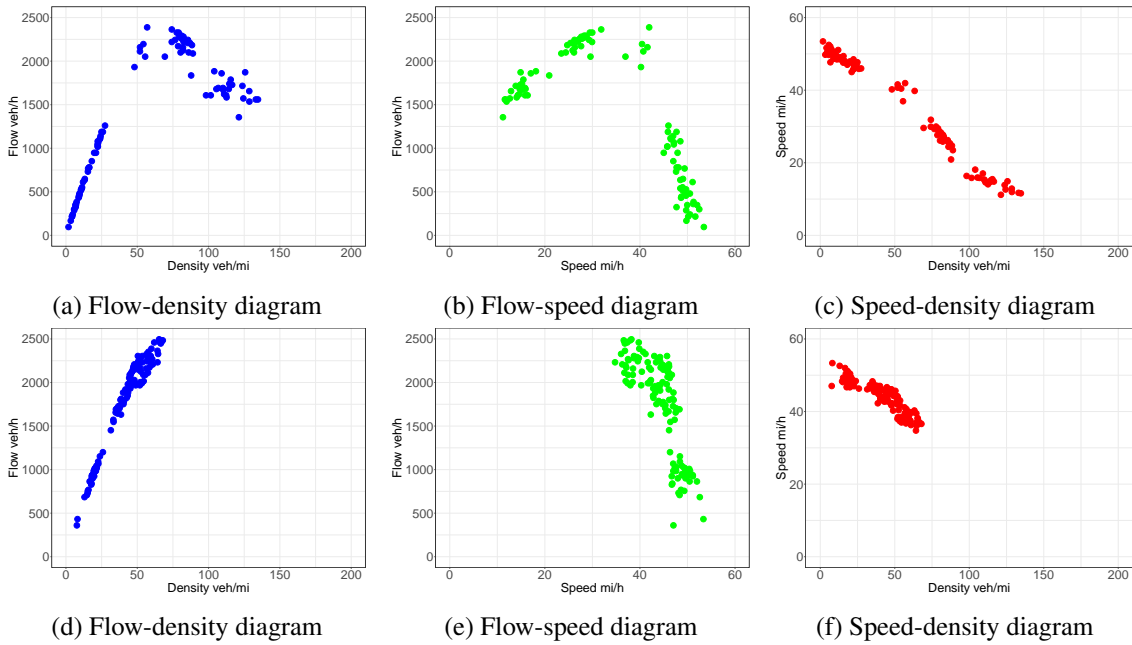 2500
2000
1500
1000
500
0
Flow veh/h
0 50 100 150 200
Density veh/mi
2500
2000
1500
1000
500
0
Flow veh/h
0 20 40 60
Speed mi/h
60
40
20
0
Speed mi/h
0 50 100 150 200
Density veh/mi
(a) Flow-density diagram
(b) Flow-speed diagram
(c) Speed-density diagram
2500
2000
1500
1000
500
0
Flow veh/h
0 50 100 150 200
Density veh/mi
2500
2000
1500
1000
500
0
Flow veh/h
0 20 40 60
Speed mi/h
60
40
20
0
Speed mi/h
0 50 100 150 200
Density veh/mi
(d) Flow-density diagram
(e) Flow-speed diagram
(f) Speed-density diagram